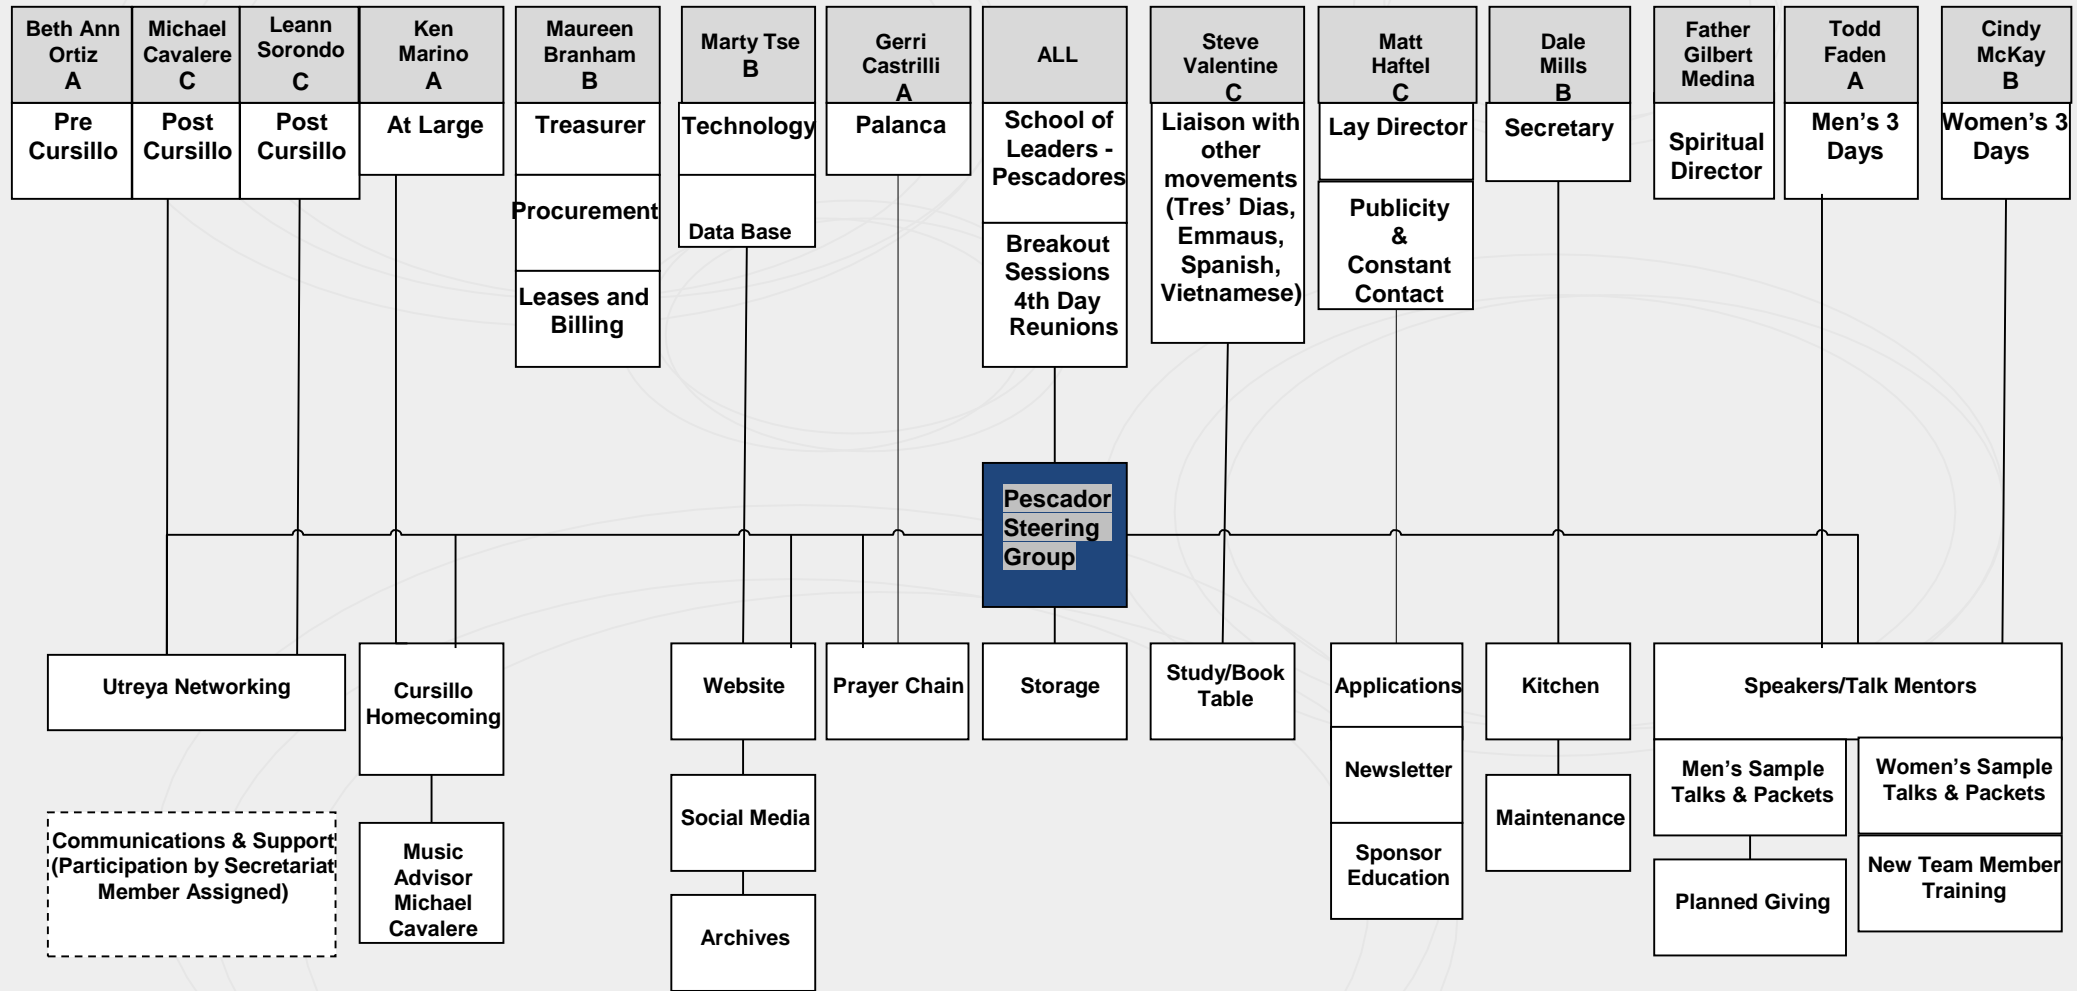 Beth Ann
Ortiz
A
Michael
Cavalere
C
Leann
Sorondo
C
Ken
Marino
A
Maureen
Branham
B
Marty Tse
B
Gerri
Castrilli
A
ALL
Steve
Valentine
C
Matt
Haftel
C
Dale
Mills
B
Father
Gilbert
Medina
Todd
Faden
A
Cindy
McKay
B
Pre
Cursillo
Post
Cursillo
Post
Cursillo
At Large
Treasurer
Procurement
Leases and
Billing
Technology
Data Base
Palanca
School of
Leaders -
Pescadores
Breakout
Sessions
4th Day
Reunions
Liaison with
other
movements
(Tres’ Dias,
Emmaus,
Spanish,
Vietnamese)
Lay Director
Publicity
&
Constant
Contact
Secretary
Spiritual
Director
Men’s 3
Days
Women’s 3
Days
Pescador
Steering
Group
Utreya Networking
Cursillo
Homecoming
Website
Prayer Chain
Storage
Study/Book
Table
Applications
Kitchen
Speakers/Talk Mentors
Communications & Support
(Participation by Secretariat
Member Assigned)
Music
Advisor
Michael
Cavalere
Social Media
Archives
Newsletter
Sponsor
Education
Maintenance
Men’s Sample
Talks & Packets
Women’s Sample
Talks & Packets
Planned Giving
New Team Member
Training